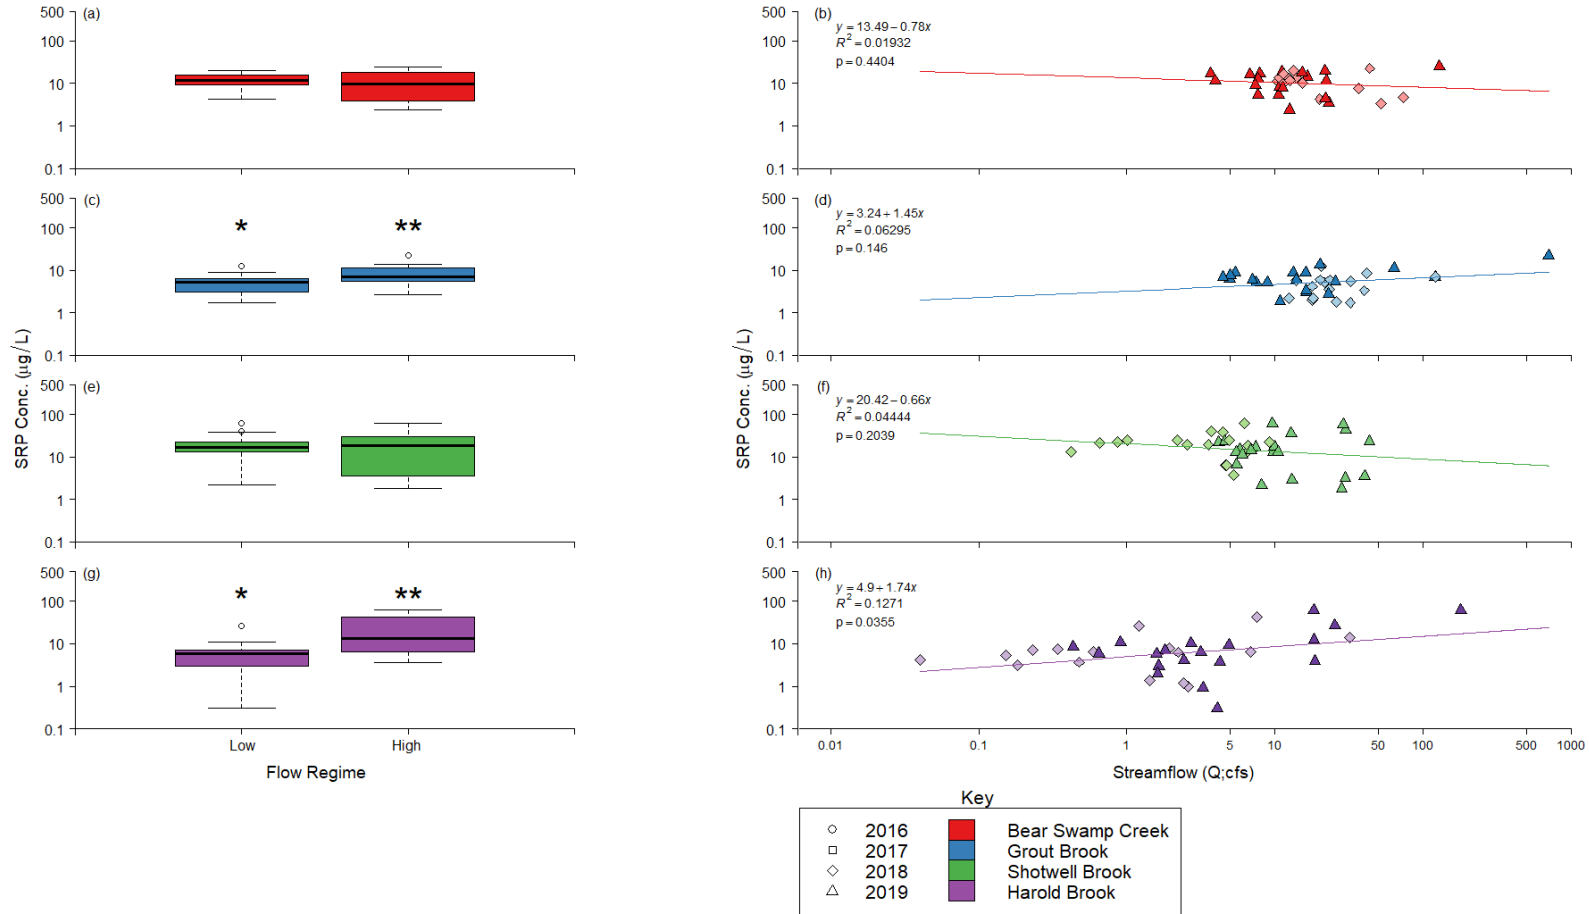 (a)
500
100
10
1
0.1
(b)
500
100
10
1
0.1
y = 13.49 − 0.78x
R² = 0.01932
p = 0.4404
(c)
500
100
10
1
0.1
* **
(d)
500
100
10
1
0.1
y = 3.24 + 1.45x
R² = 0.06295
p = 0.146
SRP Conc. (μg/L)
SRP Conc. (μg/L)
(e)
500
100
10
1
0.1
(f)
500
100
10
1
0.1
y = 20.42 − 0.66x
R² = 0.04444
p = 0.2039
(g)
500
100
10
1
0.1
* **
(h)
500
100
10
1
0.1
y = 4.9 + 1.74x
R² = 0.1271
p = 0.0355
Low High
Flow Regime
0.01 0.1 1 5 10 50 100 500 1000
Streamflow (Q;cfs)
Key
2016 Bear Swamp Creek
2017 Grout Brook
2018 Shotwell Brook
2019 Harold Brook